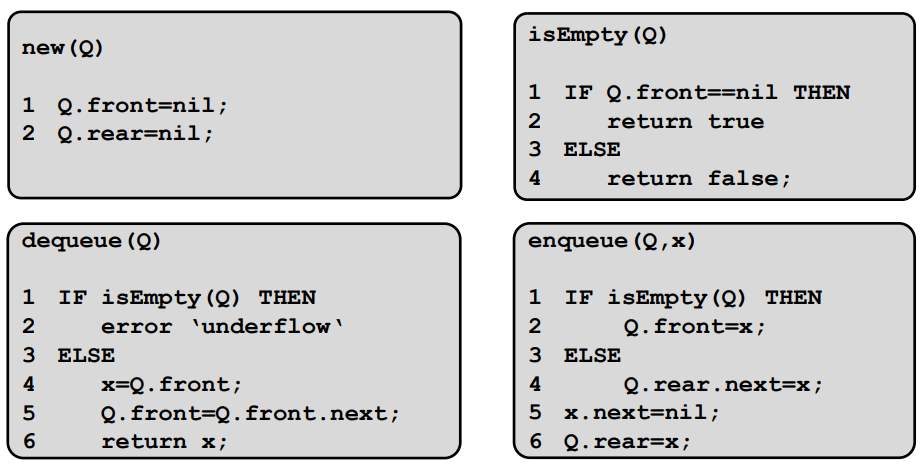 new(Q)
1 Q.front=nil;
2 Q.rear=nil;
isEmpty(Q)
1 IF Q.front==nil THEN
2 return true
3 ELSE
4 return false;
dequeue(Q)
1 IF isEmpty(Q) THEN
2 error ‛underflow‛
3 ELSE
4 x=Q.front;
5 Q.front=Q.front.next;
6 return x;
enqueue(Q,x)
1 IF isEmpty(Q) THEN
2 Q.front=x;
3 ELSE
4 Q.rear.next=x;
5 x.next=nil;
6 Q.rear=x;